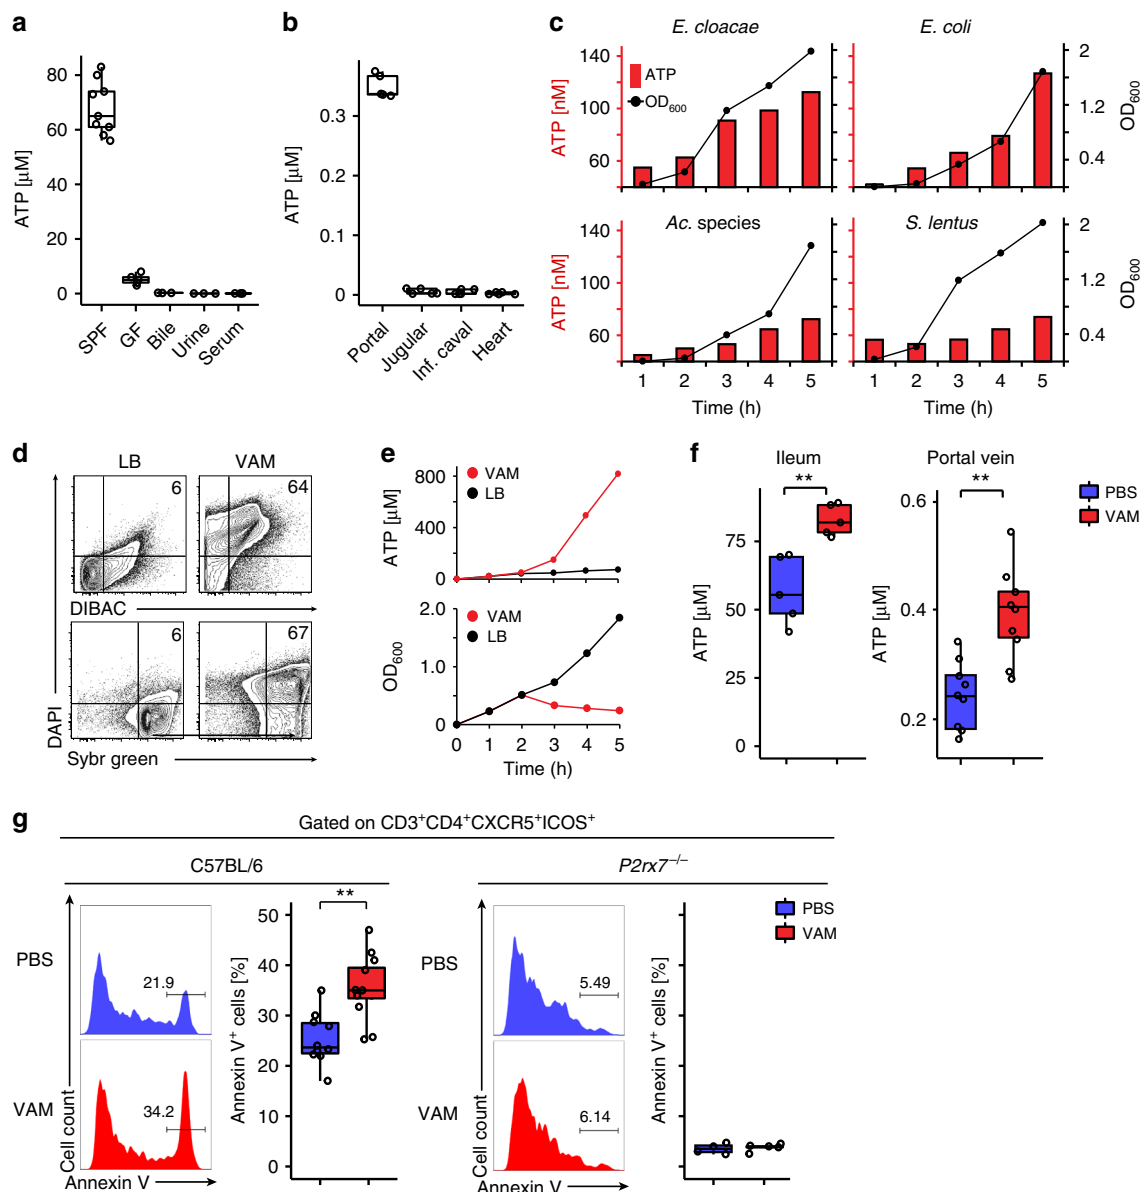 a
80
60
40
20
0
ATP [µM]
SPF
GF
Bile
Urine
Serum
b
0.3
0.2
0.1
0
ATP [µM]
Portal
Jugular
Inf. caval
Heart
c
E. cloacae
E. coli
140
100
60
ATP [nM]
ATP
OD600
2
1.2
0.4
OD600
Ac. species
S. lentus
140
100
60
ATP [nM]
2
1.2
0.4
OD600
1 2 3 4 5
1 2 3 4 5
Time (h)
Time (h)
d
LB
VAM
6
64
DIBAC
6
67
DAPI
Sybr green
e
800
400
0
ATP [µM]
VAM
LB
2.0
1.0
0
OD600
VAM
LB
0 1 2 3 4 5
Time (h)
f
Ileum
Portal vein
**
**
75
50
25
0
ATP [µM]
0.6
0.4
0.2
ATP [µM]
PBS
VAM
g
Gated on CD3+CD4+CXCR5+ICOS+
C57BL/6
P2rx7–/–
PBS
21.9
VAM
34.2
Cell count
Annexin V
**
50
40
30
20
10
0
Annexin V+ cells [%]
PBS
5.49
VAM
6.14
Cell count
Annexin V
Annexin V+ cells [%]
PBS
VAM